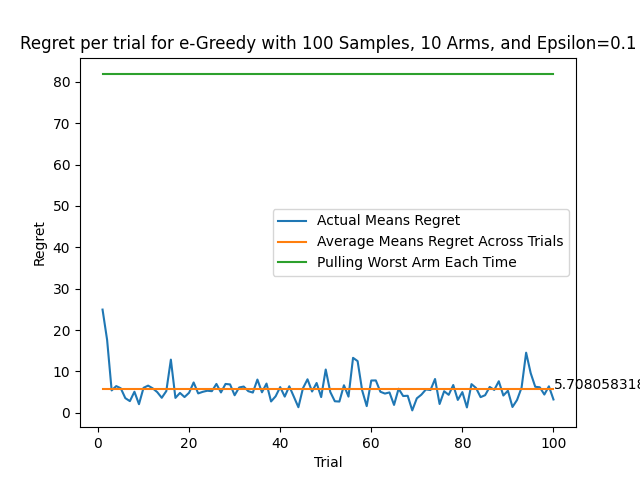 Regret per trial for e-Greedy with 100 Samples, 10 Arms, and Epsilon=0.1
80
70
60
50
40
30
20
10
0
Regret
Actual Means Regret
Average Means Regret Across Trials
Pulling Worst Arm Each Time
5.708058318
0 20 40 60 80 100
Trial